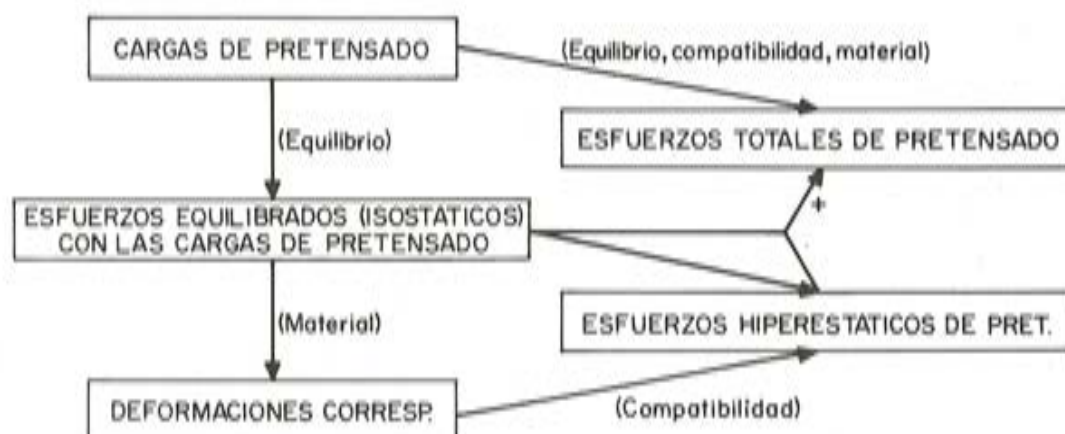 CARGAS DE PRETENSADO
(Equilibrio, compatibilidad, material)
(Equilibrio)
ESFUERZOS TOTALES DE PRETENSADO
+
ESFUERZOS EQUILIBRADOS (ISOSTATICOS)
CON LAS CARGAS DE PRETENSADO
(Material)
ESFUERZOS HIPERESTATICOS DE PRET.
DEFORMACIONES CORRESP.
(Compatibilidad)